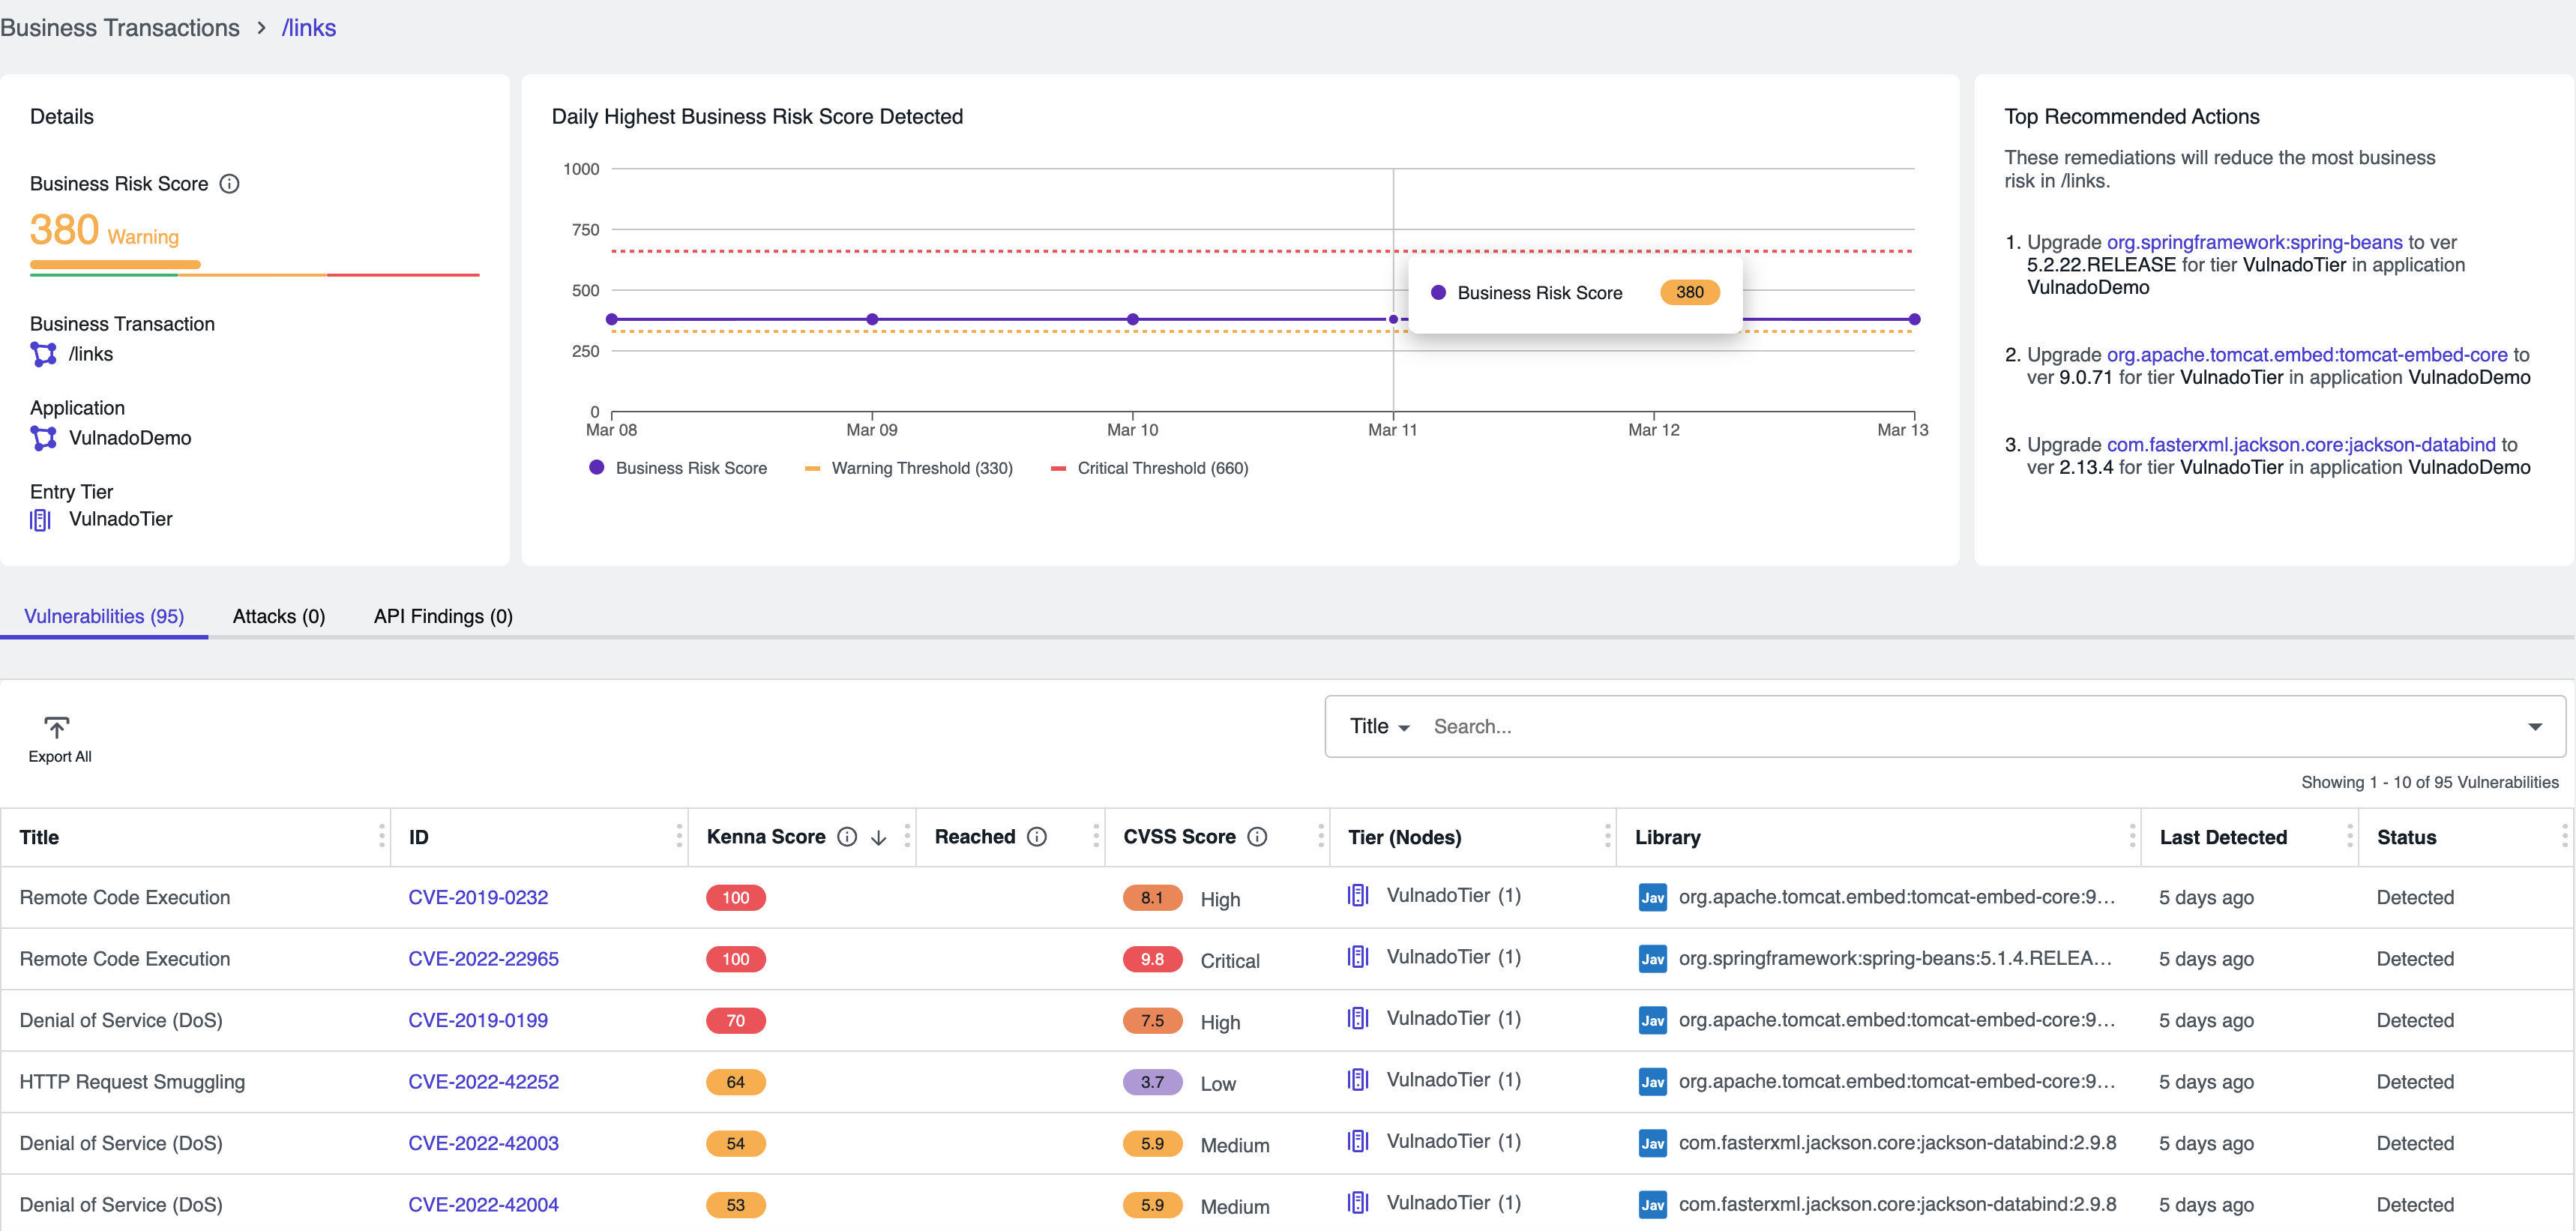 Business Transactions > /links
Details
Business Risk Score
380 Warning
Business Transaction
/links
Application
VulnadoDemo
Entry Tier
VulnadoTier
Daily Highest Business Risk Score Detected
1000
750
500
250
0
Business Risk Score 380
Mar 08 Mar 09 Mar 10 Mar 11 Mar 12 Mar 13
Business Risk Score Warning Threshold (330) Critical Threshold (660)
Top Recommended Actions
These remediations will reduce the most business
risk in /links.
1. Upgrade org.springframework:spring-beans to ver
5.2.22.RELEASE for tier VulnadoTier in application
VulnadoDemo
2. Upgrade org.apache.tomcat.embed:tomcat-embed-core to
ver 9.0.71 for tier VulnadoTier in application VulnadoDemo
3. Upgrade com.fasterxml.jackson.core:jackson-databind to
ver 2.13.4 for tier VulnadoTier in application VulnadoDemo
Vulnerabilities (95) Attacks (0) API Findings (0)
Export All
Title Search...
Showing 1 - 10 of 95 Vulnerabilities
Title ID Kenna Score Reached CVSS Score Tier (Nodes) Library Last Detected Status
Remote Code Execution CVE-2019-0232 100 8.1 High VulnadoTier (1) Jav org.apache.tomcat.embed:tomcat-embed-core:9... 5 days ago Detected
Remote Code Execution CVE-2022-22965 100 9.8 Critical VulnadoTier (1) Jav org.springframework:spring-beans:5.1.4.RELEA... 5 days ago Detected
Denial of Service (DoS) CVE-2019-0199 70 7.5 High VulnadoTier (1) Jav org.apache.tomcat.embed:tomcat-embed-core:9... 5 days ago Detected
HTTP Request Smuggling CVE-2022-42252 64 3.7 Low VulnadoTier (1) Jav org.apache.tomcat.embed:tomcat-embed-core:9... 5 days ago Detected
Denial of Service (DoS) CVE-2022-42003 54 5.9 Medium VulnadoTier (1) Jav com.fasterxml.jackson.core:jackson-databind:2.9.8 5 days ago Detected
Denial of Service (DoS) CVE-2022-42004 53 5.9 Medium VulnadoTier (1) Jav com.fasterxml.jackson.core:jackson-databind:2.9.8 5 days ago Detected